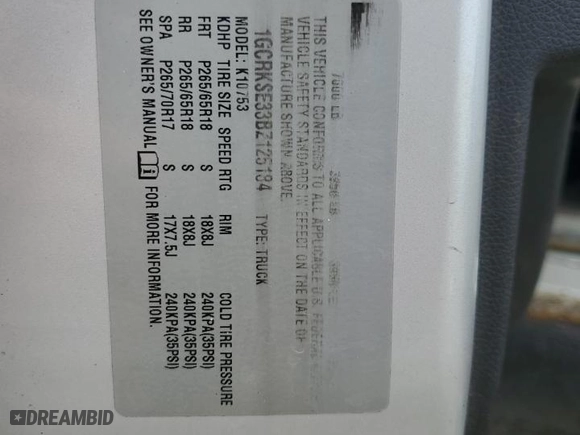 7000 LB
THIS VEHICLE CONFORMS TO ALL APPLICABLE U.S. FEDERAL
VEHICLE SAFETY STANDARDS IN EFFECT ON THE DATE OF
MANUFACTURE SHOWN ABOVE.
1GCRKSE33BZ125194 TYPE: TRUCK
MODEL: K10753
KDHP TIRE SIZE SPEED RTG RIM COLD TIRE PRESSURE
FRT P265/65R18 S 18X8J 240KPA(35PSI)
RR P265/65R18 S 18X8J 240KPA(35PSI)
SPA P265/70R17 S 17X7.5J 240KPA(35PSI)
SEE OWNER'S MANUAL i FOR MORE INFORMATION.
DREAMBID